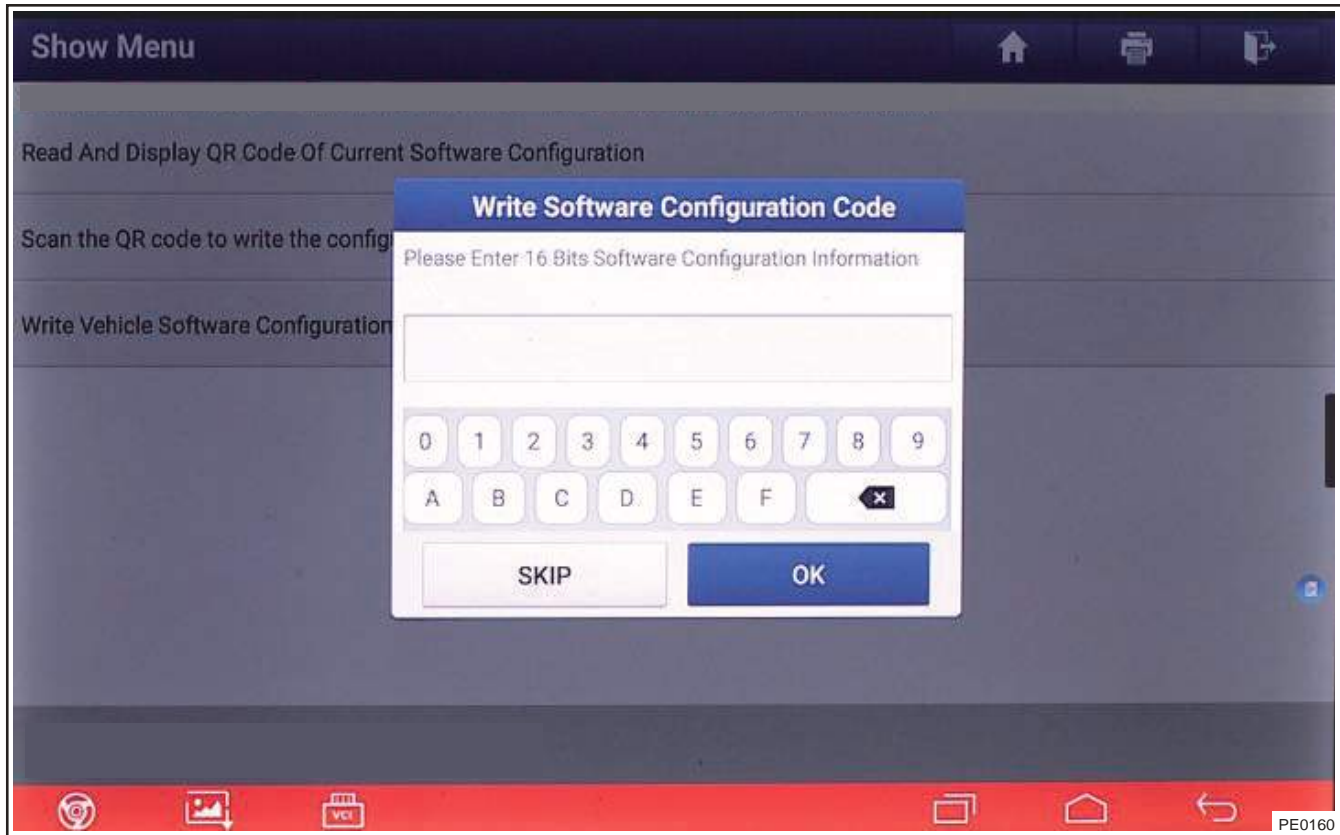 Show Menu
Read And Display QR Code Of Current Software Configuration
Scan the QR code to write the config
Write Vehicle Software Configuration
Write Software Configuration Code
Please Enter 16 Bits Software Configuration Information
0 1 2 3 4 5 6 7 8 9
A B C D E F
SKIP OK
VCI
PE0160